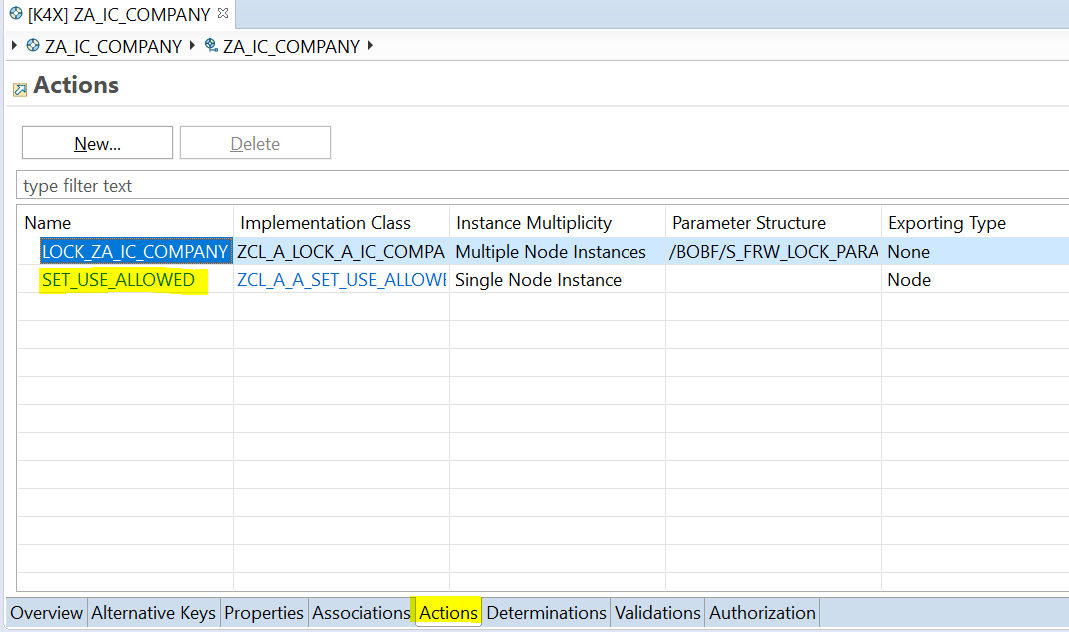 [K4X] ZA_IC_COMPANY
ZA_IC_COMPANY ZA_IC_COMPANY
Actions
New... Delete
type filter text
Name Implementation Class Instance Multiplicity Parameter Structure Exporting Type
LOCK_ZA_IC_COMPANY ZCL_A_LOCK_A_IC_COMPA Multiple Node Instances /BOBF/S_FRW_LOCK_PARA None
SET_USE_ALLOWED ZCL_A_A_SET_USE_ALLOWE Single Node Instance Node
Overview Alternative Keys Properties Associations Actions Determinations Validations Authorization